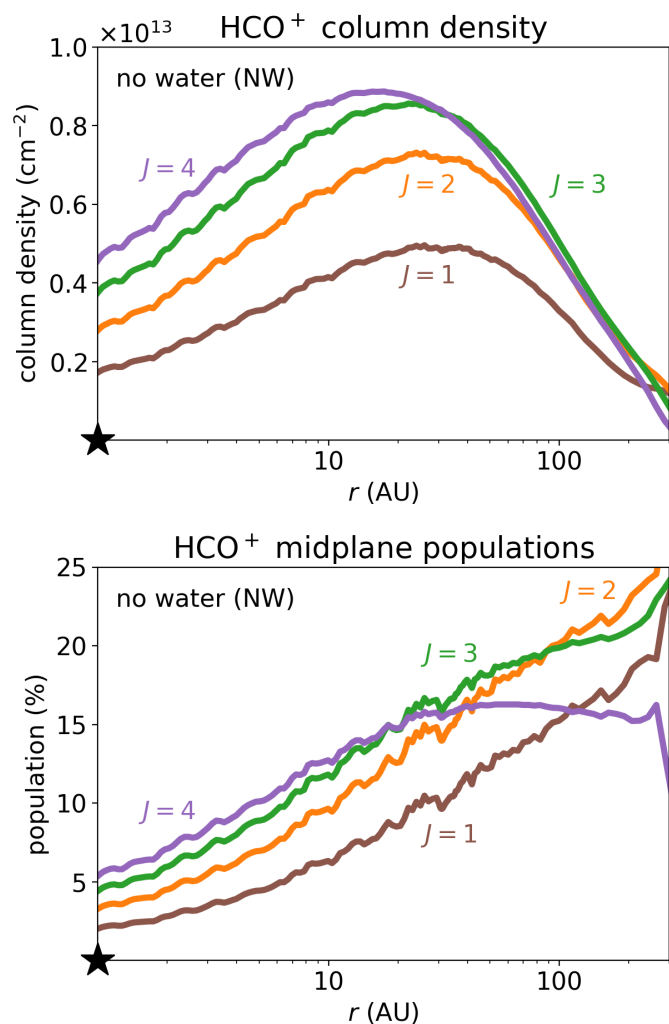 ×10¹³
HCO⁺ column density
1.0
no water (NW)
0.8
0.6
0.4
0.2
column density (cm⁻²)
J = 4
J = 2
J = 3
J = 1
10
100
r (AU)
HCO⁺ midplane populations
25
no water (NW)
20
15
10
5
population (%)
J = 2
J = 3
J = 4
J = 1
10
100
r (AU)